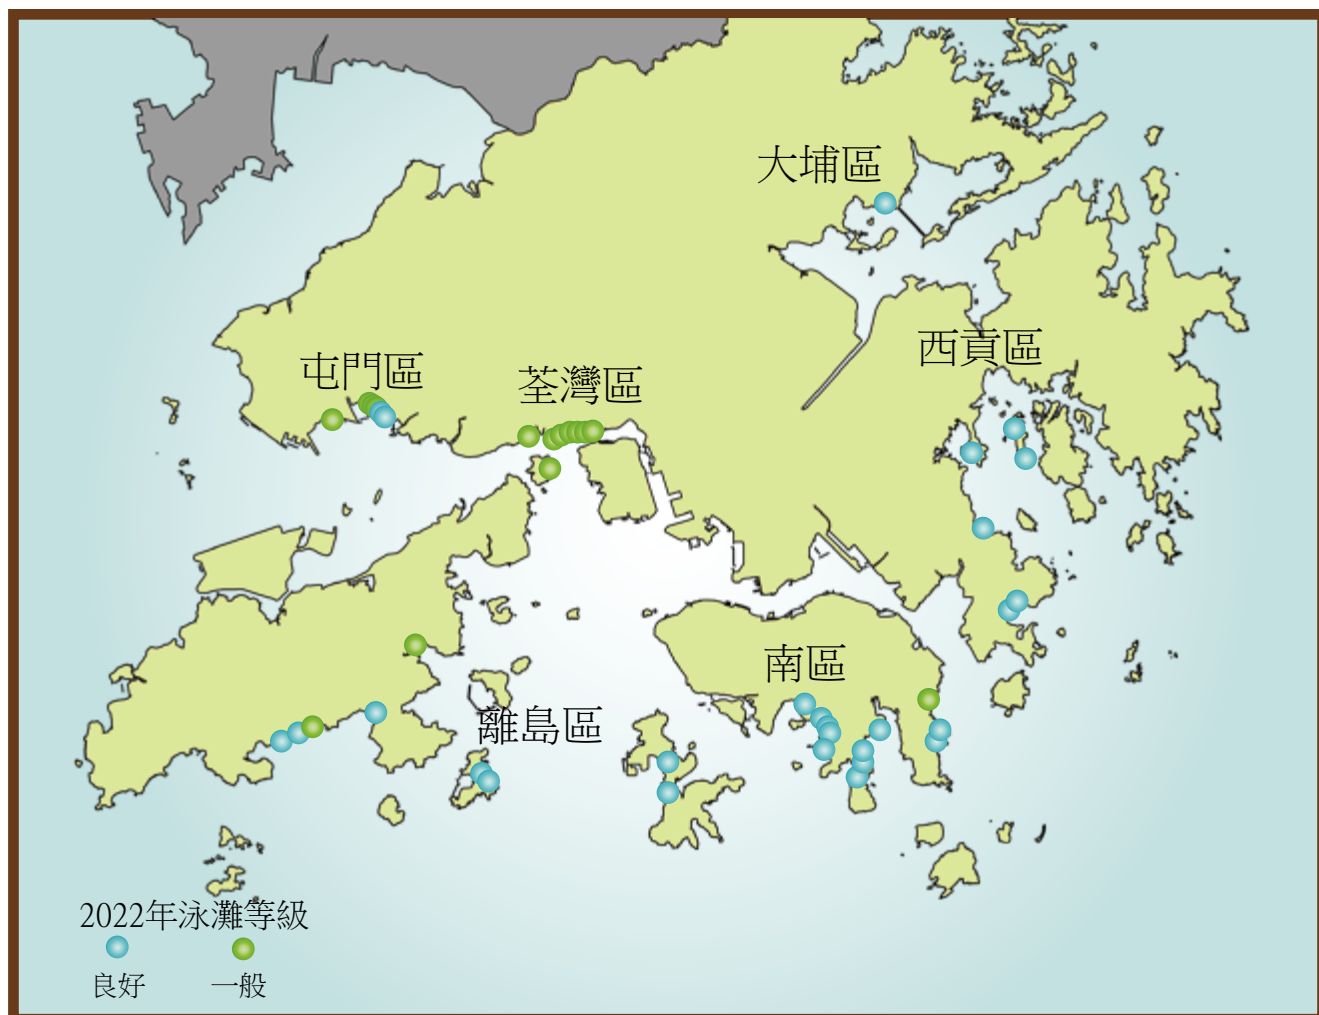 大埔區
西貢區
屯門區
荃灣區
南區
離島區
2022年泳灘等級
良好
一般